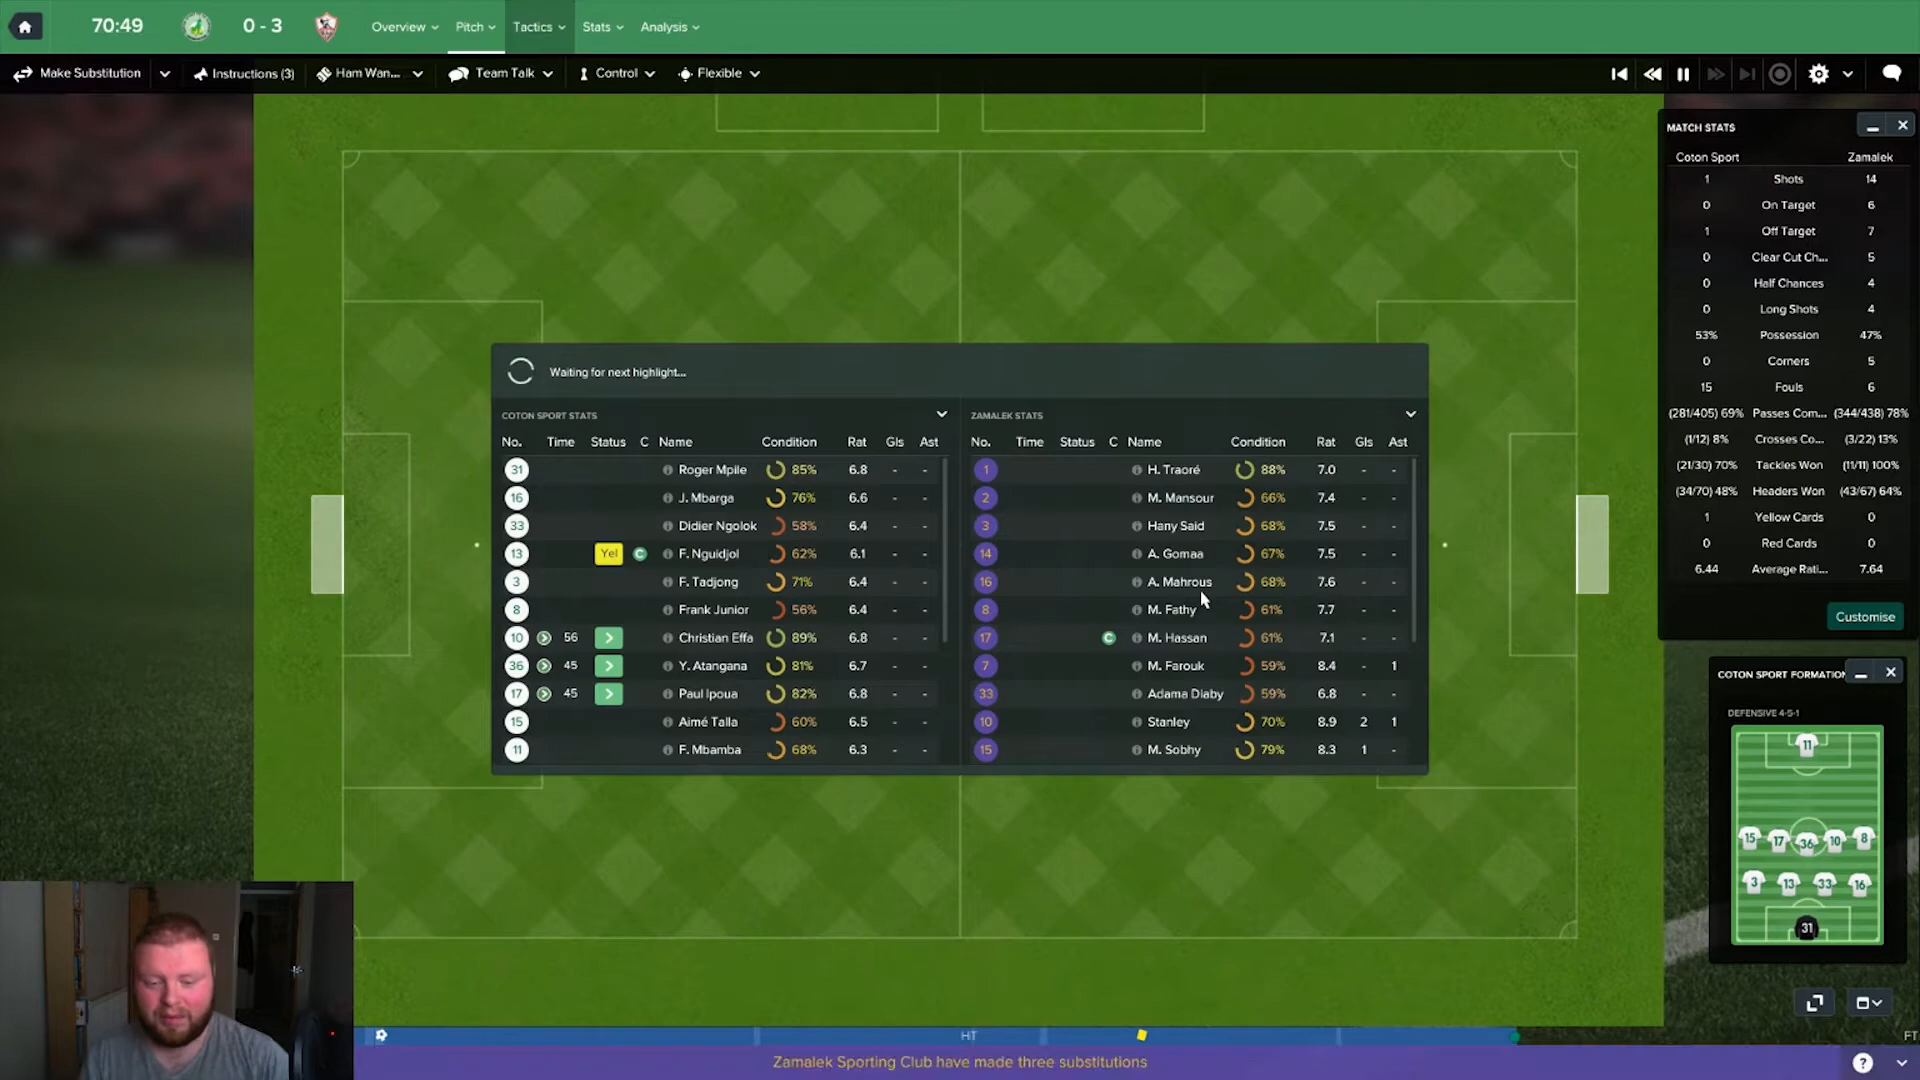 70:49 0 - 3 Overview Pitch Tactics Stats Analysis
Make Substitution Instructions (3) Ham Wan... Team Talk Control Flexible
MATCH STATS
Coton Sport Zamalek
1 Shots 14
0 On Target 6
1 Off Target 7
0 Clear Cut Ch... 5
0 Half Chances 4
0 Long Shots 4
53% Possession 47%
0 Corners 5
15 Fouls 6
(281/405) 69% Passes Com... (344/438) 78%
(1/12) 8% Crosses Co... (3/22) 13%
(21/30) 70% Tackles Won (11/11) 100%
(34/70) 48% Headers Won (43/67) 64%
1 Yellow Cards 0
0 Red Cards 0
6.44 Average Rati... 7.64
Customise
Waiting for next highlight...
COTON SPORT STATS
No. Time Status C Name Condition Rat Gls Ast
31 Roger Mpile 85% 6.8 - -
16 J. Mbarga 76% 6.6 - -
33 Didier Ngolok 58% 6.4 - -
13 Yel C F. Nguidjol 62% 6.1 - -
3 F. Tadjong 71% 6.4 - -
8 Frank Junior 56% 6.4 - -
10 56 Christian Effa 89% 6.8 - -
36 45 Y. Atangana 81% 6.7 - -
17 45 Paul Ipoua 82% 6.8 - -
15 Aimé Talla 60% 6.5 - -
11 F. Mbamba 68% 6.3 - -
ZAMALEK STATS
No. Time Status C Name Condition Rat Gls Ast
1 H. Traoré 88% 7.0 - -
2 M. Mansour 66% 7.4 - -
3 Hany Said 68% 7.5 - -
14 A. Gomaa 67% 7.5 - -
16 A. Mahrous 68% 7.6 - -
8 M. Fathy 61% 7.7 - -
17 C M. Hassan 61% 7.1 - -
7 M. Farouk 59% 8.4 - 1
33 Adama Diaby 59% 6.8 - -
10 Stanley 70% 8.9 2 1
15 M. Sobhy 79% 8.3 1 -
COTON SPORT FORMATION
DEFENSIVE 4-5-1
11
15 17 36 10 8
3 13 33 16
31
HT FT
Zamalek Sporting Club have made three substitutions
?